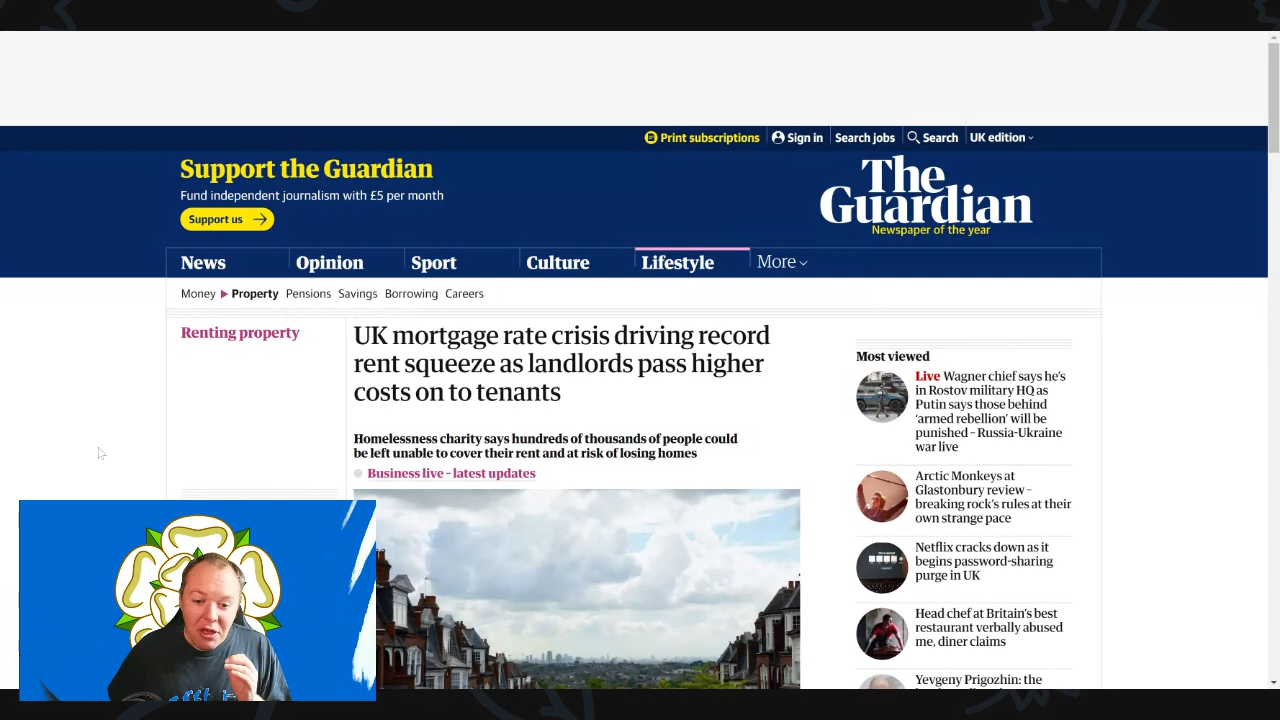 Print subscriptions
Sign in
Search jobs
Search
UK edition
Support the Guardian
Fund independent journalism with £5 per month
Support us
The
Guardian
Newspaper of the year
News
Opinion
Sport
Culture
Lifestyle
More
Money
Property
Pensions
Savings
Borrowing
Careers
Renting property
UK mortgage rate crisis driving record
rent squeeze as landlords pass higher
costs on to tenants
Homelessness charity says hundreds of thousands of people could
be left unable to cover their rent and at risk of losing homes
Business live – latest updates
Most viewed
Live Wagner chief says he’s
in Rostov military HQ as
Putin says those behind
‘armed rebellion’ will be
punished – Russia-Ukraine
war live
Arctic Monkeys at
Glastonbury review –
breaking rock’s rules at their
own strange pace
Netflix cracks down as it
begins password-sharing
purge in UK
Head chef at Britain’s best
restaurant verbally abused
me, diner claims
Yevgeny Prigozhin: the